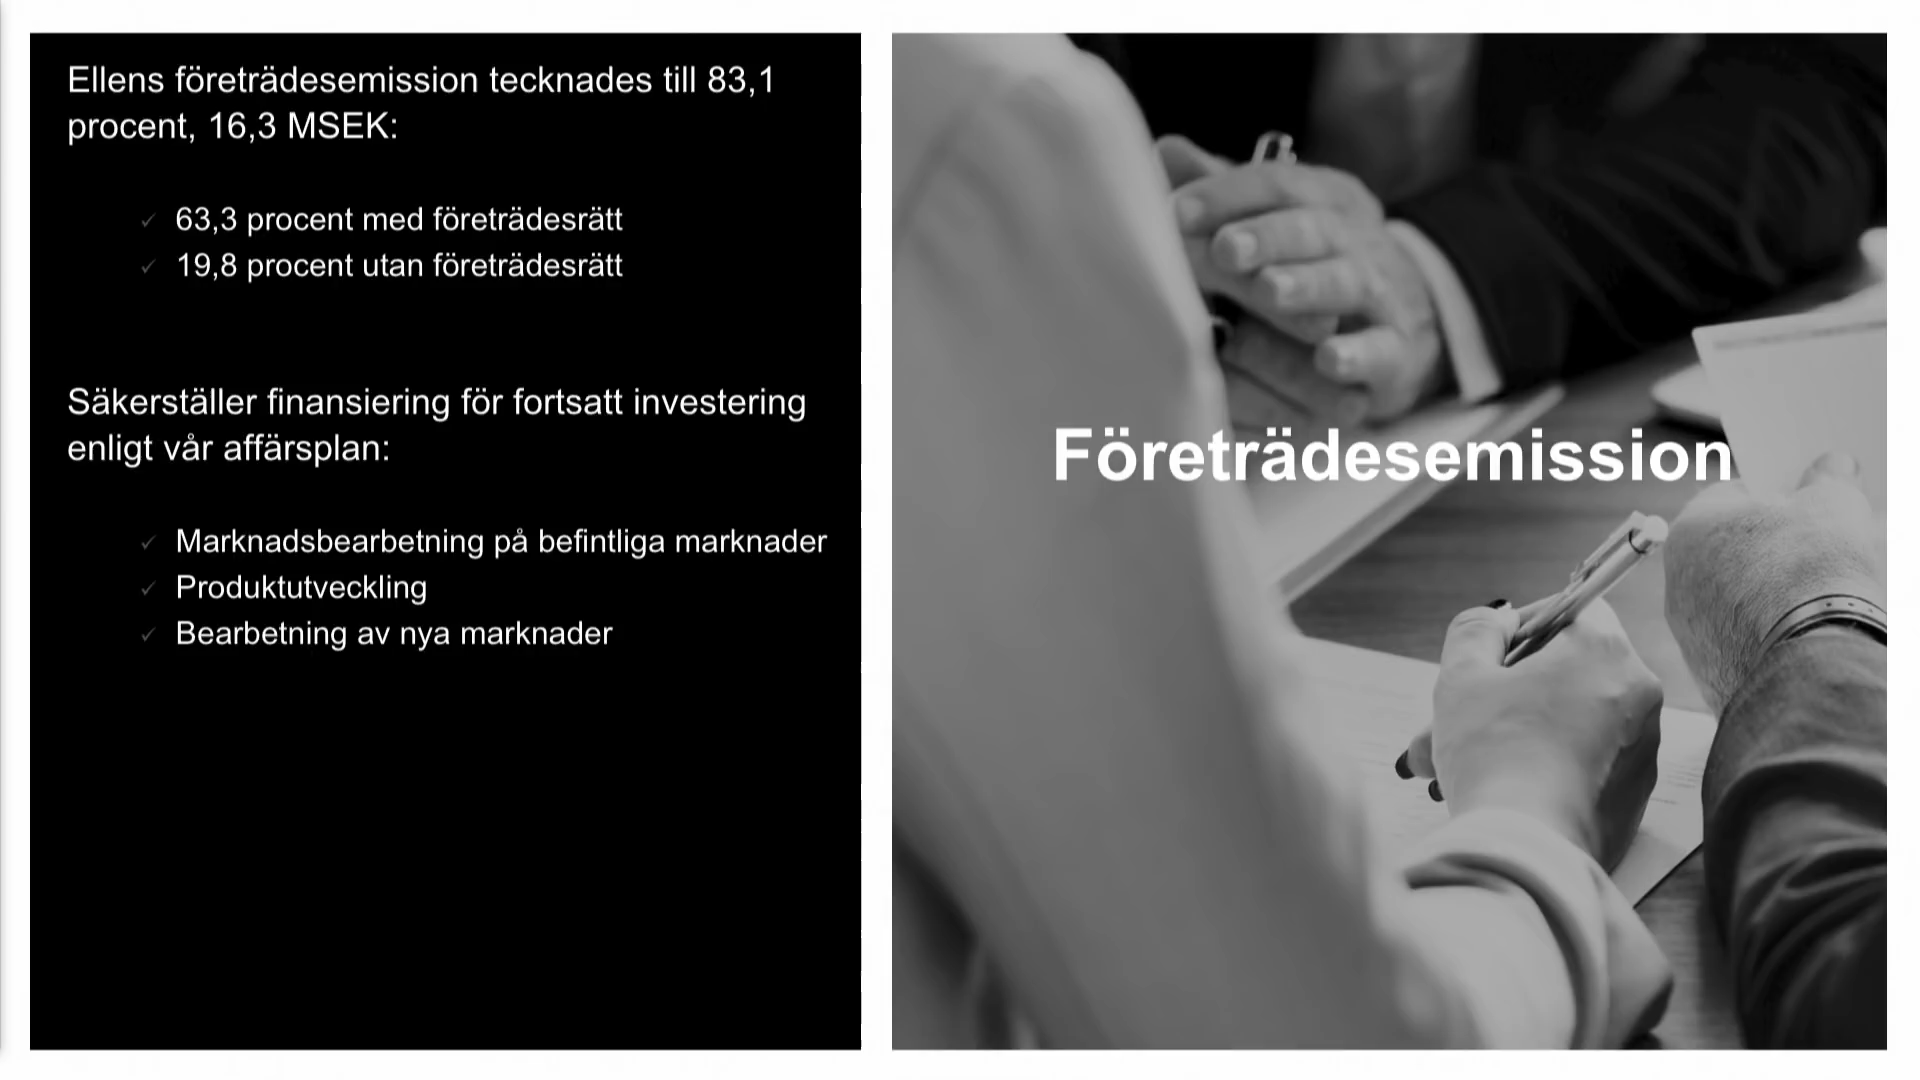 Ellens företrädesemission tecknades till 83,1
procent, 16,3 MSEK:
63,3 procent med företrädesrätt
19,8 procent utan företrädesrätt
Säkerställer finansiering för fortsatt investering
enligt vår affärsplan:
Marknadsbearbetning på befintliga marknader
Produktutveckling
Bearbetning av nya marknader
Företrädesemission